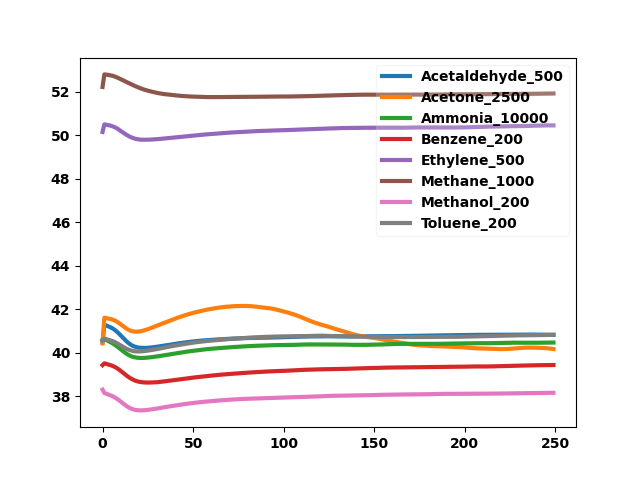 52
50
48
46
44
42
40
38
0
50
100
150
200
250
Acetaldehyde_500
Acetone_2500
Ammonia_10000
Benzene_200
Ethylene_500
Methane_1000
Methanol_200
Toluene_200